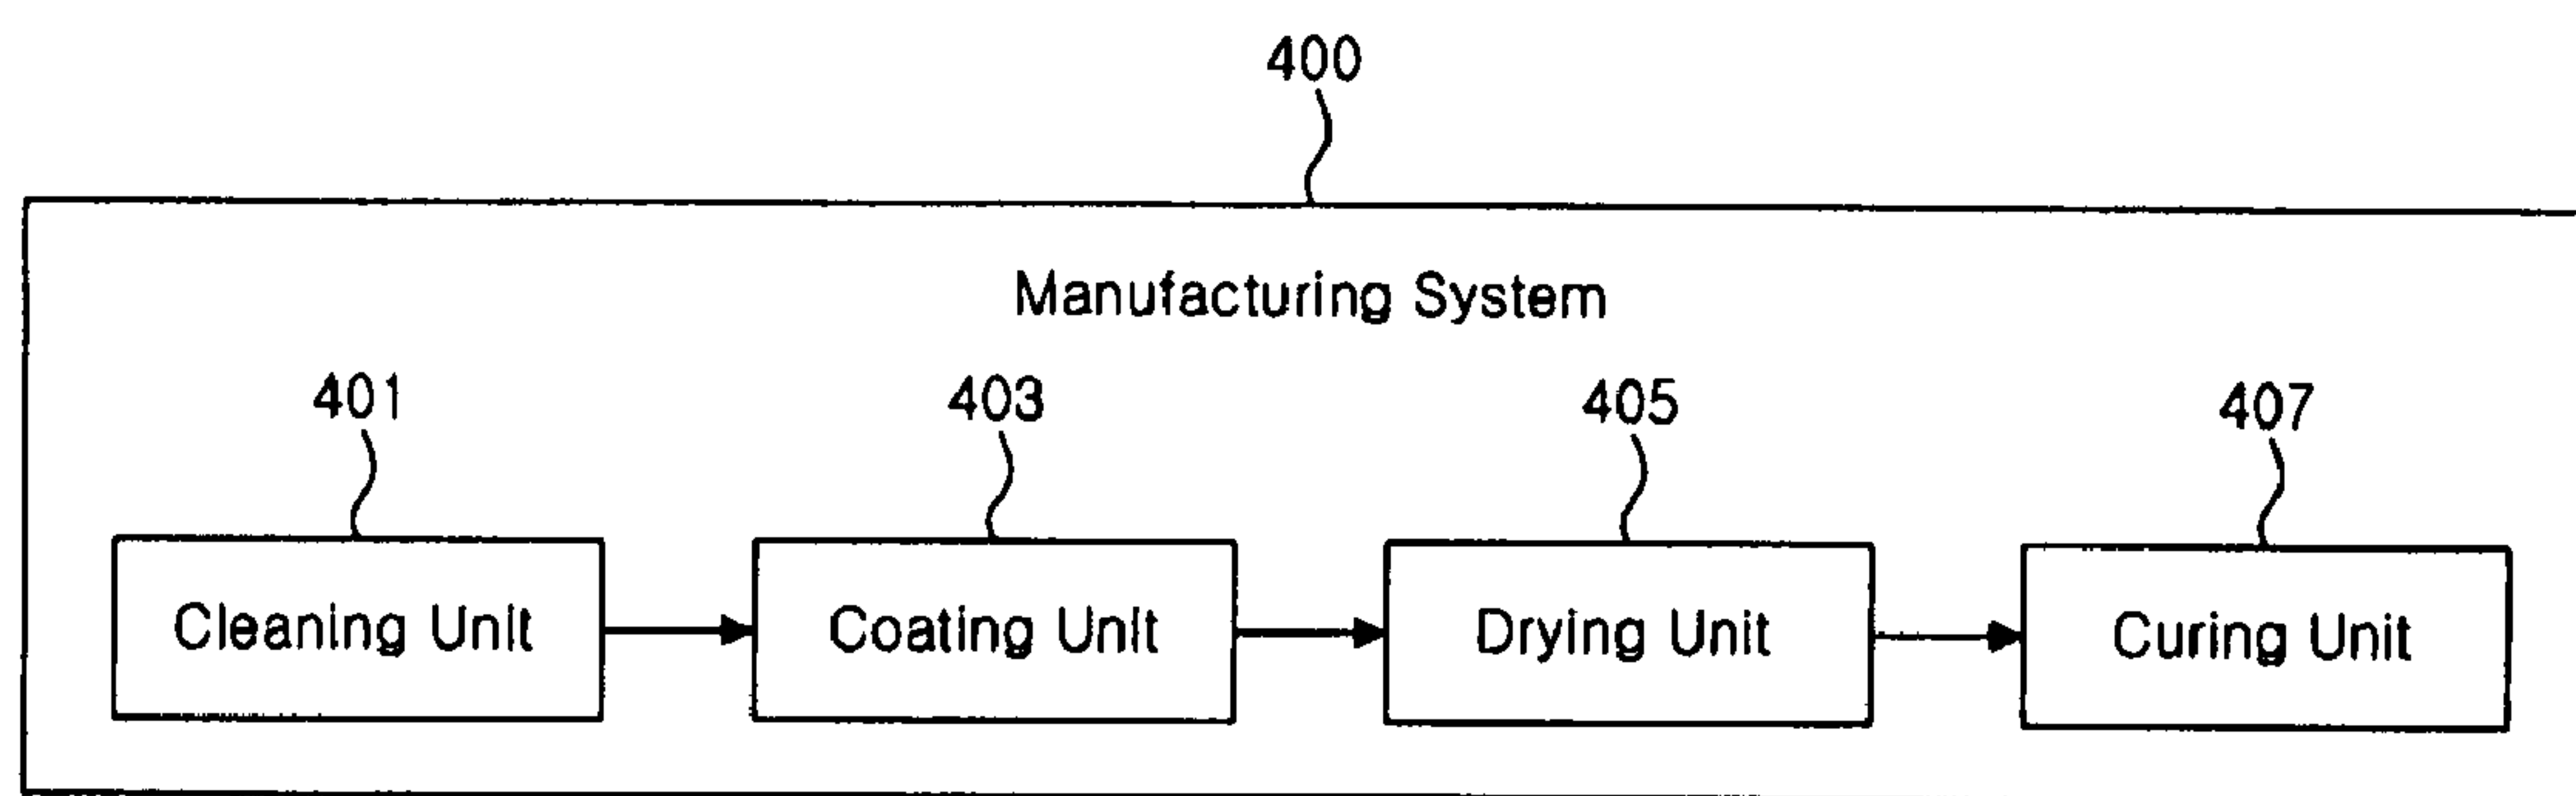 400
Manufacturing System
401 403 405 407
Cleaning Unit Coating Unit Drying Unit Curing Unit